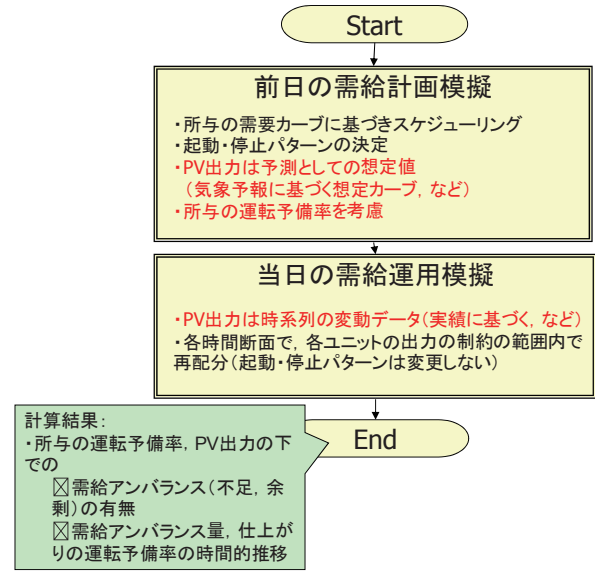 Start
前日の需給計画模擬
・所与の需要カーブに基づきスケジューリング
・起動・停止パターンの決定
・PV出力は予測としての想定値
（気象予報に基づく想定カーブ，など）
・所与の運転予備率を考慮
当日の需給運用模擬
・PV出力は時系列の変動データ（実績に基づく，など）
・各時間断面で，各ユニットの出力の制約の範囲内で
再配分（起動・停止パターンは変更しない）
End
計算結果：
・所与の運転予備率，PV出力の下
での
☒需給アンバランス（不足，余
剰）の有無
☒需給アンバランス量，仕上が
りの運転予備率の時間的推移